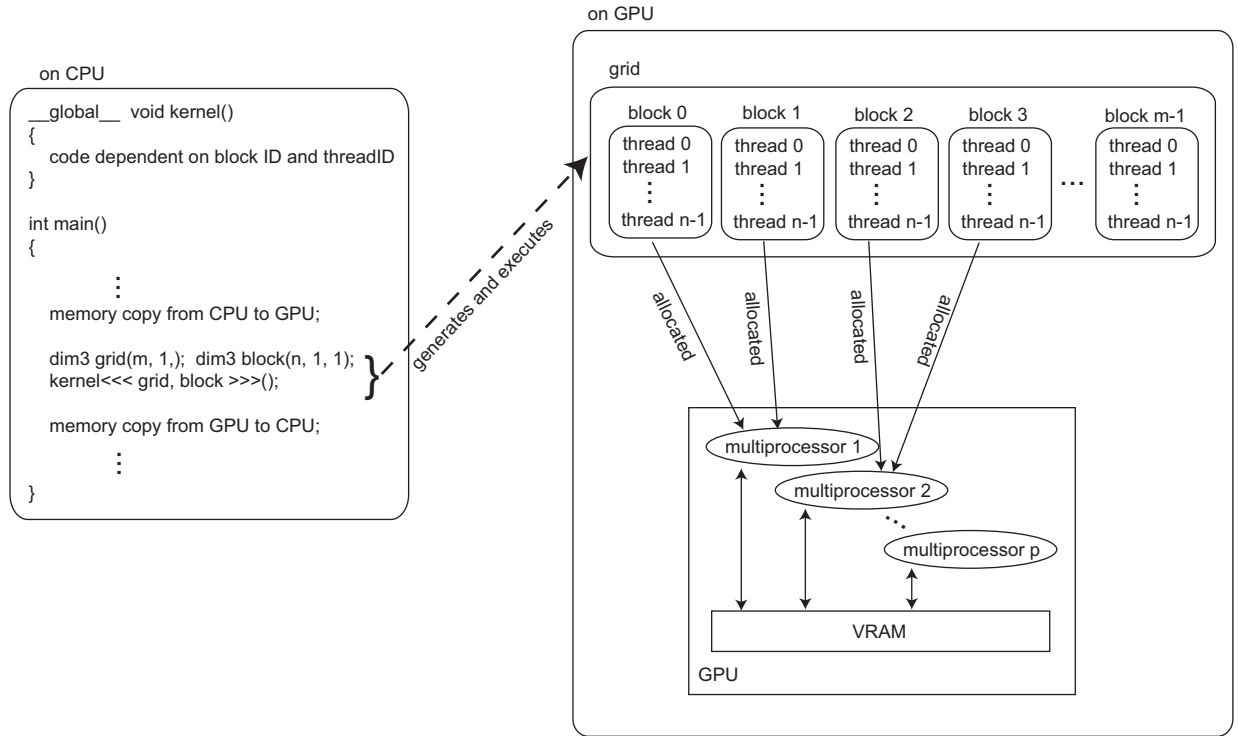 on CPU
__global__ void kernel()
{
code dependent on block ID and threadID
}
int main()
{
⋮
memory copy from CPU to GPU;
dim3 grid(m, 1,); dim3 block(n, 1, 1);
kernel<<< grid, block >>>();
}
memory copy from GPU to CPU;
⋮
}
generates and executes
on GPU
grid
block 0
thread 0
thread 1
⋮
thread n-1
block 1
thread 0
thread 1
⋮
thread n-1
block 2
thread 0
thread 1
⋮
thread n-1
block 3
thread 0
thread 1
⋮
thread n-1
...
block m-1
thread 0
thread 1
⋮
thread n-1
allocated
allocated
allocated
allocated
multiprocessor 1
multiprocessor 2
...
multiprocessor p
VRAM
GPU